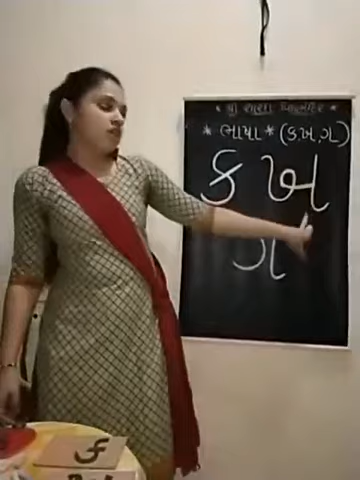 * ભાષા * (ક,ખ,ગ)
ક ખ
ગ
ક